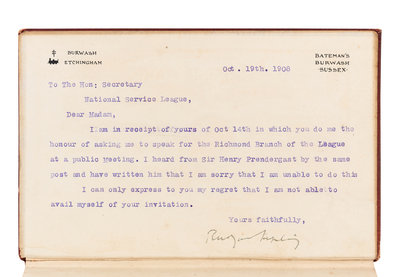 BURWASH
ETCHINGHAM
BATEMAN'S
BURWASH
SUSSEX
Oct. 19th. 1908
To The Hon; Secretary
National Service League,
Dear Madam,
I am in receipt of yours of Oct 14th in which you do me the
honour of asking me to speak for the Richmond Branch of the League
at a public Meeting. I heard from Sir Henry Prendergant by the same
post and have written him that I am sorry that I am unable to do this
I can only express to you my regret that I am not able to
avail myself of your invitation.
Yours faithfully,
Rudyard Kipling